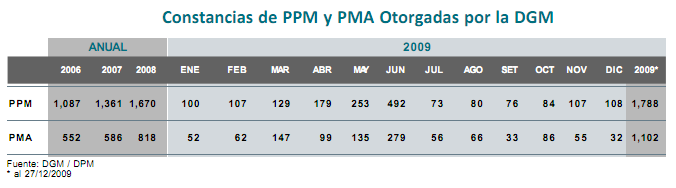 Constancias de PPM y PMA Otorgadas por la DGM
ANUAL 2009
2006 2007 2008 ENE FEB MAR ABR MAY JUN JUL AGO SET OCT NOV DIC 2009*
PPM 1,087 1,361 1,670 100 107 129 179 253 492 73 80 76 84 107 108 1,788
PMA 552 586 818 52 62 147 99 135 279 56 66 33 86 55 32 1,102
Fuente: DGM / DPM
* al 27/12/2009